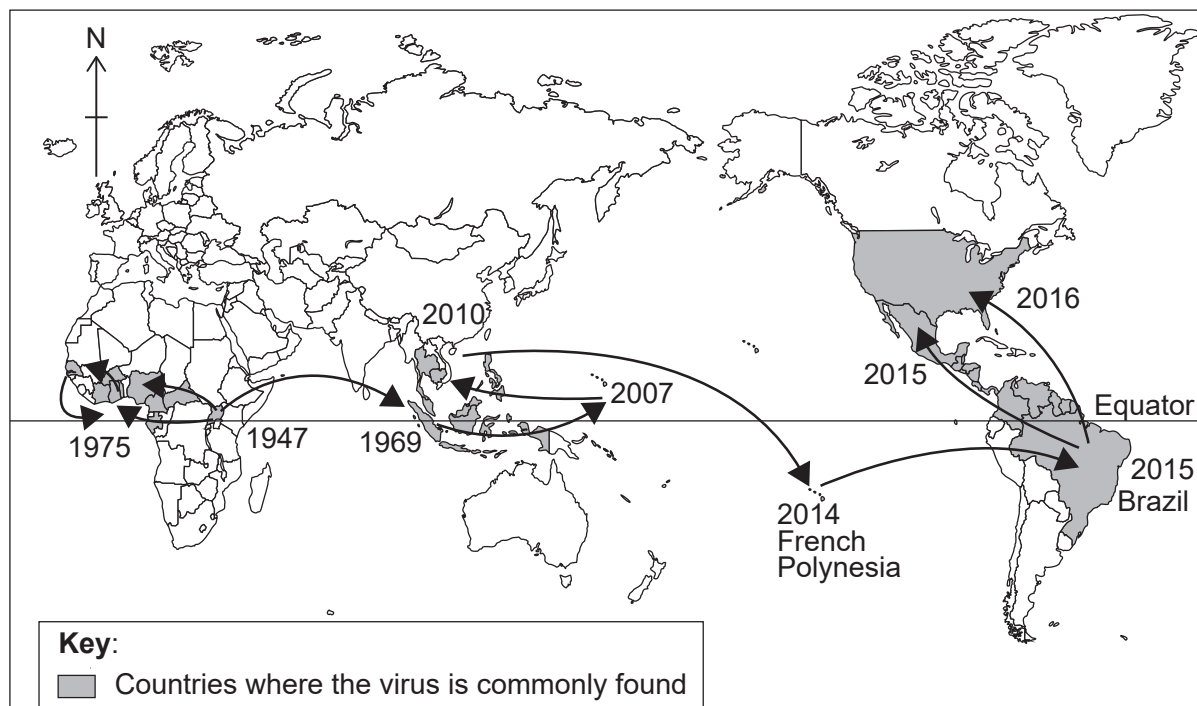 N
2010
2016
2015
2007
Equator
1975
1947
1969
2015
Brazil
2014
French
Polynesia
Key:
Countries where the virus is commonly found